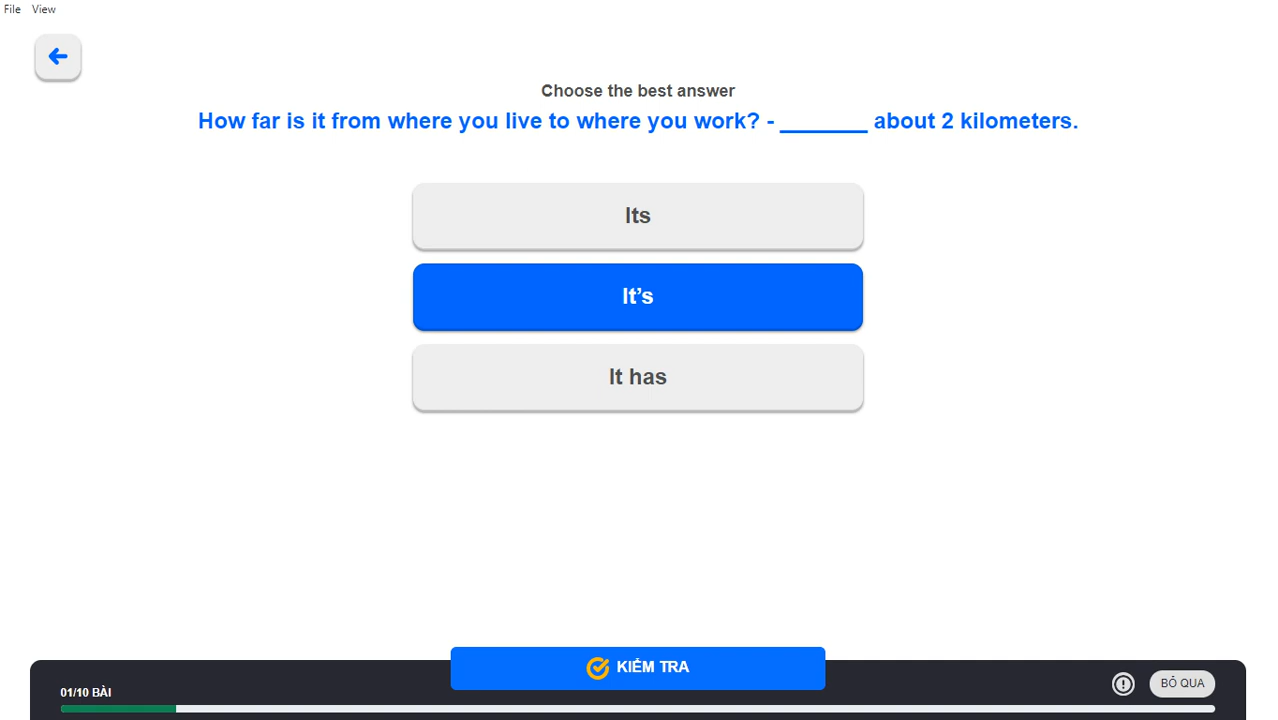 File View
Choose the best answer
How far is it from where you live to where you work? - _______ about 2 kilometers.
Its
It’s
It has
KIỂM TRA
01/10 BÀI
BỎ QUA